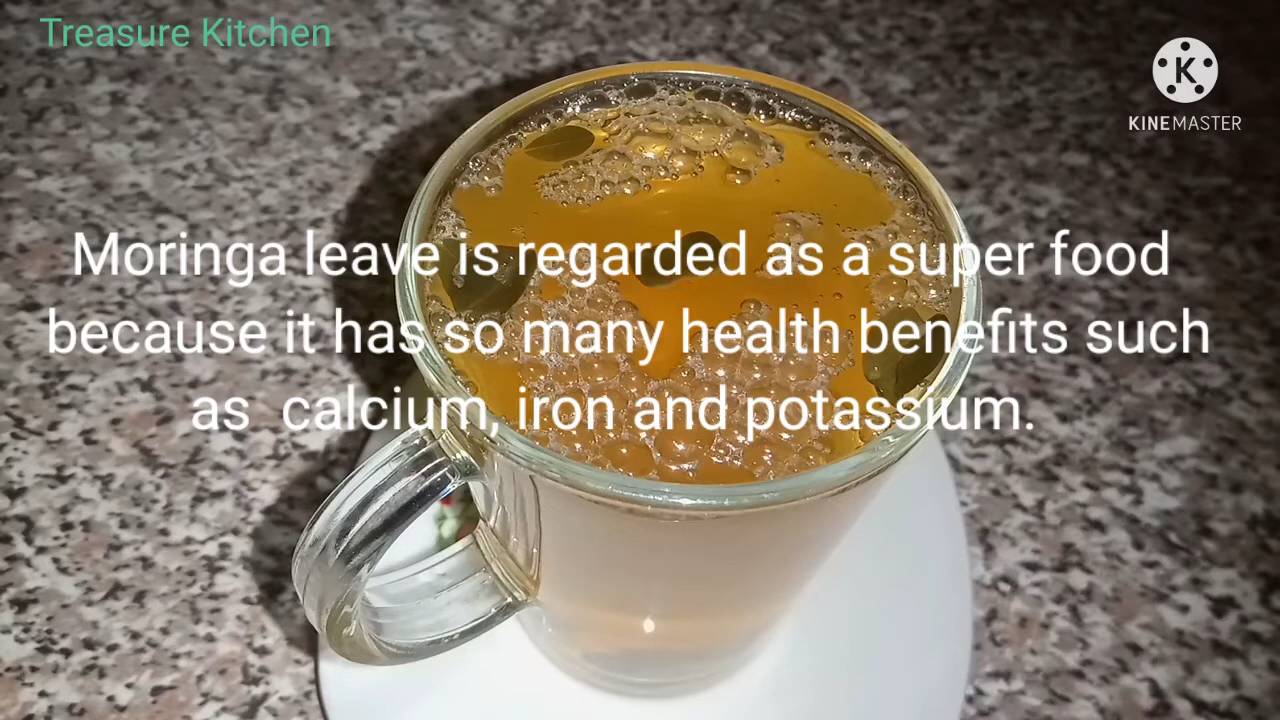 Treasure Kitchen
K
KINEMASTER
Moringa leave is regarded as a super food
because it has so many health benefits such
as calcium, iron and potassium.